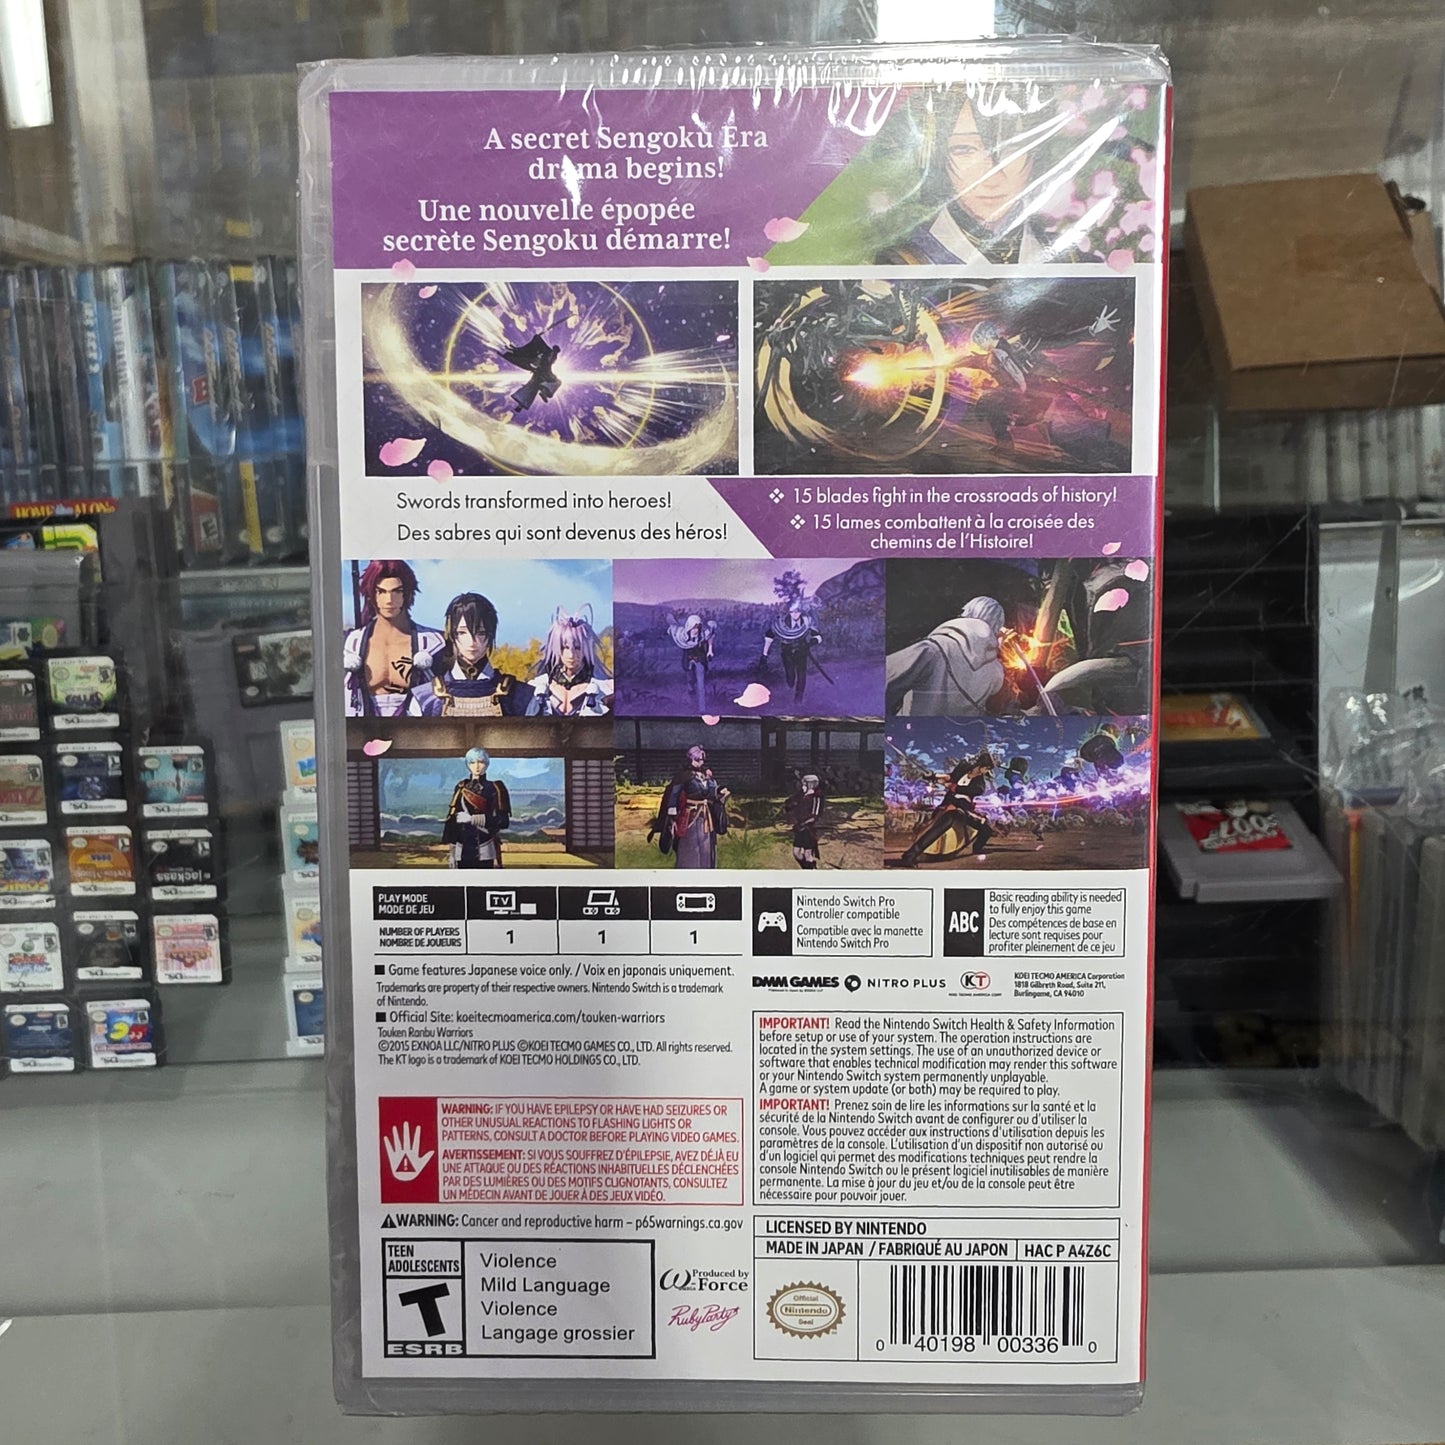 A secret Sengoku Era
drama begins!
Une nouvelle épopée
secrète Sengoku démarre!
Swords transformed into heroes!
Des sabres qui sont devenus des héros!
❖ 15 blades fight in the crossroads of history!
❖ 15 lames combattent à la croisée des
chemins de l'Histoire!
PLAY MODE
MODE DE JEU
TV
NUMBER OF PLAYERS
NOMBRE DE JOUEURS
1
1
1
Nintendo Switch Pro
Controller compatible
Compatible avec la manette
Nintendo Switch Pro
ABC
Basic reading ability is needed
to fully enjoy this game
Des compétences de base en
lecture sont requises pour
profiter pleinement de ce jeu
■ Game features Japanese voice only. / Voix en japonais uniquement.
Trademarks are property of their respective owners. Nintendo Switch is a trademark
of Nintendo.
■ Official Site: koeitecmoamerica.com/touken-warriors
Touken Ranbu Warriors
©2015 EXNOA LLC/NITRO PLUS ©KOEI TECMO GAMES CO., LTD. All rights reserved.
The KT logo is a trademark of KOEI TECMO HOLDINGS CO., LTD.
DMM GAMES
NITRO PLUS
KT
KOEI TECMO AMERICA CORP
KOEI TECMO AMERICA Corporation
1818 Gilbreth Road, Suite 211,
Burlingame, CA 94010
IMPORTANT! Read the Nintendo Switch Health & Safety Information
before setup or use of your system. The operation instructions are
located in the system settings. The use of an unauthorized device or
software that enables technical modification may render this software
or your Nintendo Switch system permanently unplayable.
A game or system update (or both) may be required to play.
IMPORTANT! Prenez soin de lire les informations sur la santé et la
sécurité de la Nintendo Switch avant de configurer ou d'utiliser la
console. Vous pouvez accéder aux instructions d'utilisation depuis les
paramètres de la console. L'utilisation d'un dispositif non autorisé ou
d'un logiciel qui permet des modifications techniques peut rendre la
console Nintendo Switch ou le présent logiciel inutilisables de manière
permanente. La mise à jour du jeu et/ou de la console peut être
nécessaire pour pouvoir jouer.
WARNING: IF YOU HAVE EPILEPSY OR HAVE HAD SEIZURES OR
OTHER UNUSUAL REACTIONS TO FLASHING LIGHTS OR
PATTERNS, CONSULT A DOCTOR BEFORE PLAYING VIDEO GAMES.
AVERTISSEMENT: SI VOUS SOUFFREZ D'ÉPILEPSIE, AVEZ DÉJÀ EU
UNE ATTAQUE OU DES RÉACTIONS INHABITUELLES DÉCLENCHÉES
PAR DES LUMIÈRES OU DES MOTIFS CLIGNOTANTS, CONSULTEZ
UN MÉDECIN AVANT DE JOUER À DES JEUX VIDÉO.
⚠WARNING: Cancer and reproductive harm – p65warnings.ca.gov
TEEN
ADOLESCENTS
T
ESRB
Violence
Mild Language
Violence
Langage grossier
Produced by
ω-Force
RubyParty
LICENSED BY NINTENDO
MADE IN JAPAN / FABRIQUÉ AU JAPON
HAC P A4Z6C
Official
Nintendo
Seal
0 40198 00336 0
HOME ALONE
jackass
007